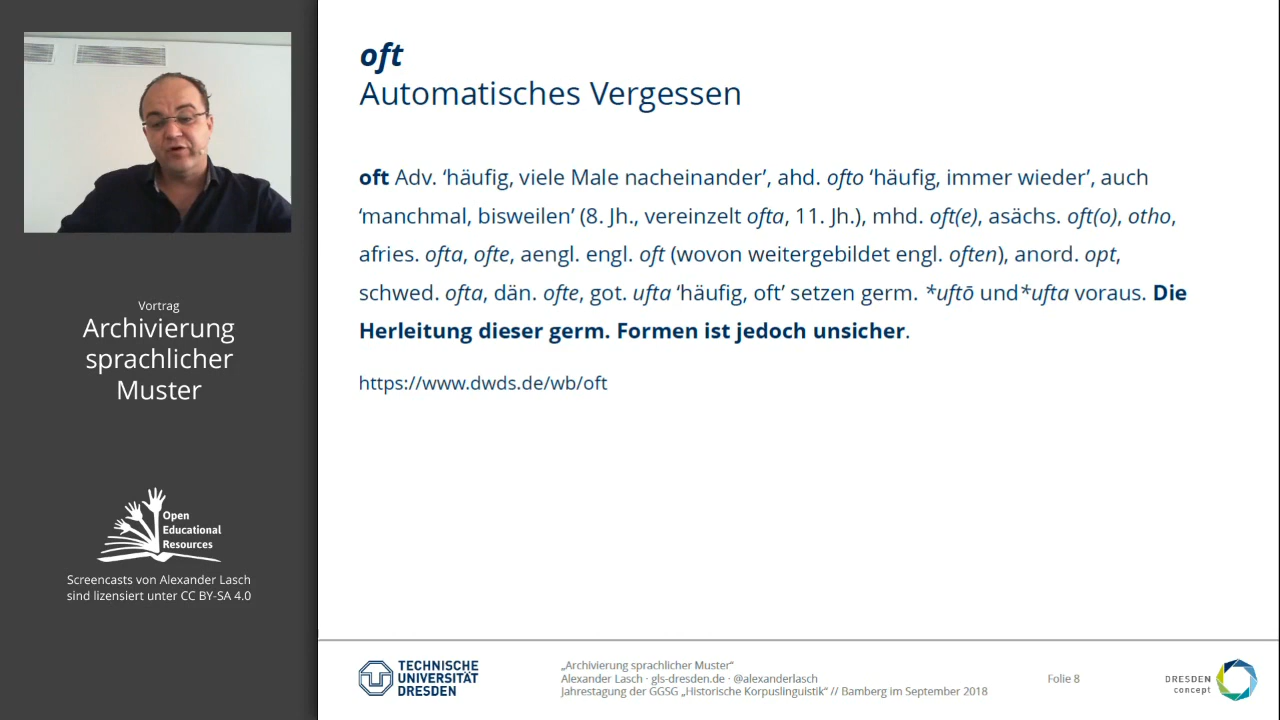 oft
Automatisches Vergessen
oft Adv. ‘häufig, viele Male nacheinander’, ahd. ofto ‘häufig, immer wieder’, auch
‘manchmal, bisweilen’ (8. Jh., vereinzelt ofta, 11. Jh.), mhd. oft(e), asächs. oft(o), otho,
afries. ofta, ofte, aengl. engl. oft (wovon weitergebildet engl. often), anord. opt,
schwed. ofta, dän. ofte, got. ufta ‘häufig, oft’ setzen germ. *uftō und*ufta voraus. Die
Herleitung dieser germ. Formen ist jedoch unsicher.
https://www.dwds.de/wb/oft
Vortrag
Archivierung
sprachlicher
Muster
Open
Educational
Resources
Screencasts von Alexander Lasch
sind lizensiert unter CC BY-SA 4.0
TECHNISCHE
UNIVERSITÄT
DRESDEN
„Archivierung sprachlicher Muster“
Alexander Lasch · gls-dresden.de · @alexanderlasch
Jahrestagung der GGSG „Historische Korpuslinguistik“ // Bamberg im September 2018
Folie 8
DRESDEN
concept